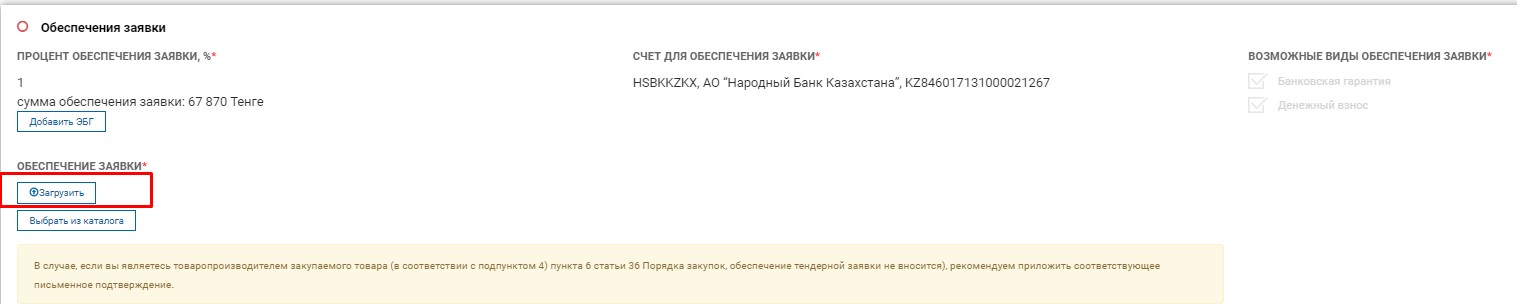 Обеспечения заявки
ПРОЦЕНТ ОБЕСПЕЧЕНИЯ ЗАЯВКИ, %*
1
сумма обеспечения заявки: 67 870 Тенге
Добавить ЭБГ
СЧЕТ ДЛЯ ОБЕСПЕЧЕНИЯ ЗАЯВКИ*
HSBKKZKX, АО “Народный Банк Казахстана”, KZ846017131000021267
ВОЗМОЖНЫЕ ВИДЫ ОБЕСПЕЧЕНИЯ ЗАЯВКИ*
Банковская гарантия
Денежный взнос
ОБЕСПЕЧЕНИЕ ЗАЯВКИ*
Загрузить
Выбрать из каталога
В случае, если вы являетесь товаропроизводителем закупаемого товара (в соответствии с подпунктом 4) пункта 6 статьи 36 Порядка закупок, обеспечение тендерной заявки не вносится), рекомендуем приложить соответствующее
письменное подтверждение.